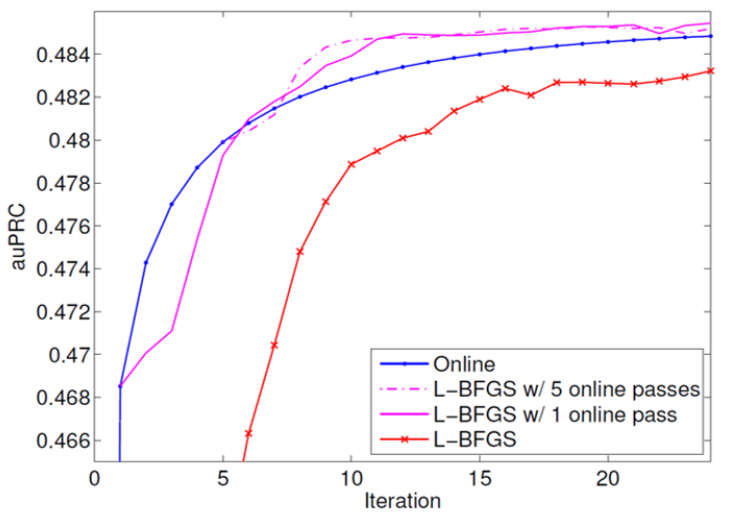 auPRC
0.484
0.482
0.48
0.478
0.476
0.474
0.472
0.47
0.468
0.466
Online
L−BFGS w/ 5 online passes
L−BFGS w/ 1 online pass
L−BFGS
0 5 10 15 20
Iteration